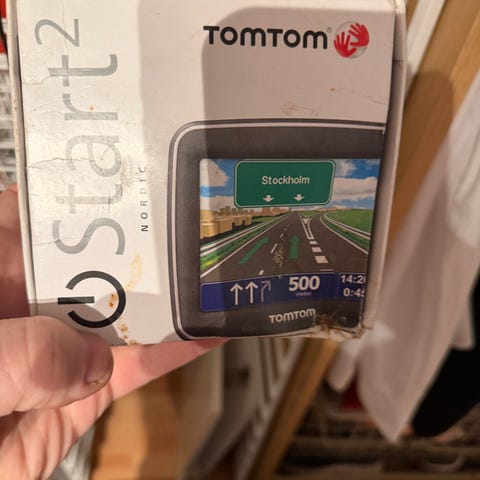 TOMTOM
Start²
NORDIC
Stockholm
500
meter
14:2
0:4
TOMTOM